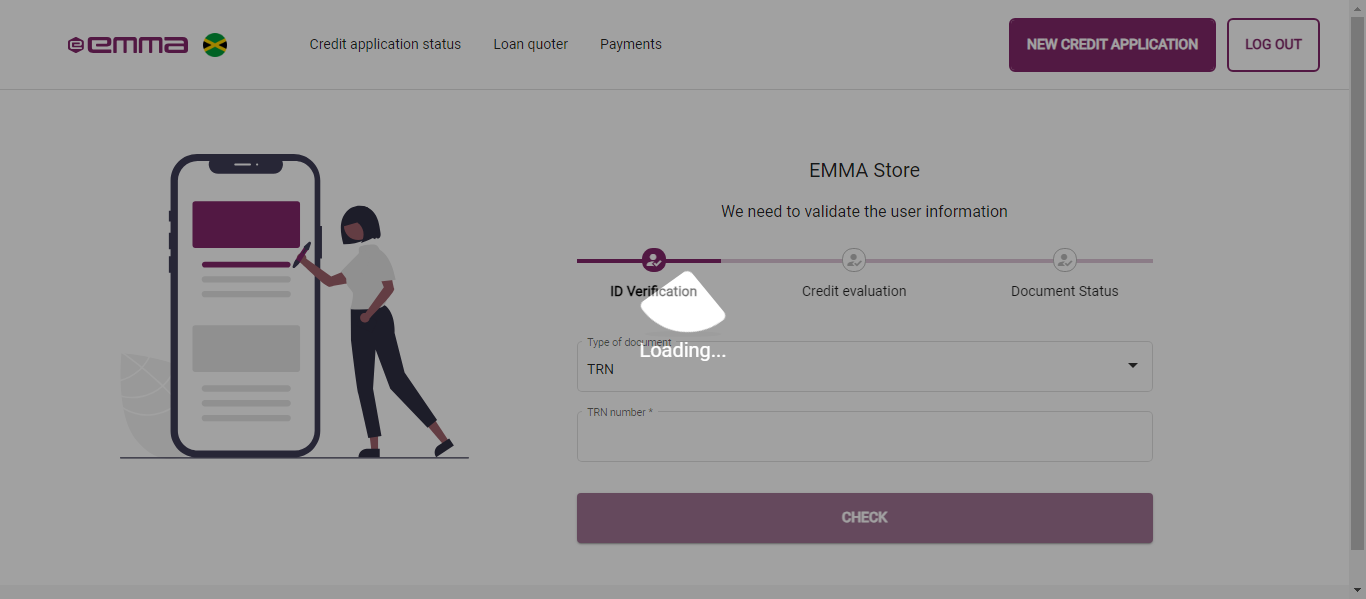 emma
Credit application status
Loan quoter
Payments
NEW CREDIT APPLICATION
LOG OUT
EMMA Store
We need to validate the user information
ID Verification
Credit evaluation
Document Status
Loading...
Type of document
TRN
TRN number *
CHECK